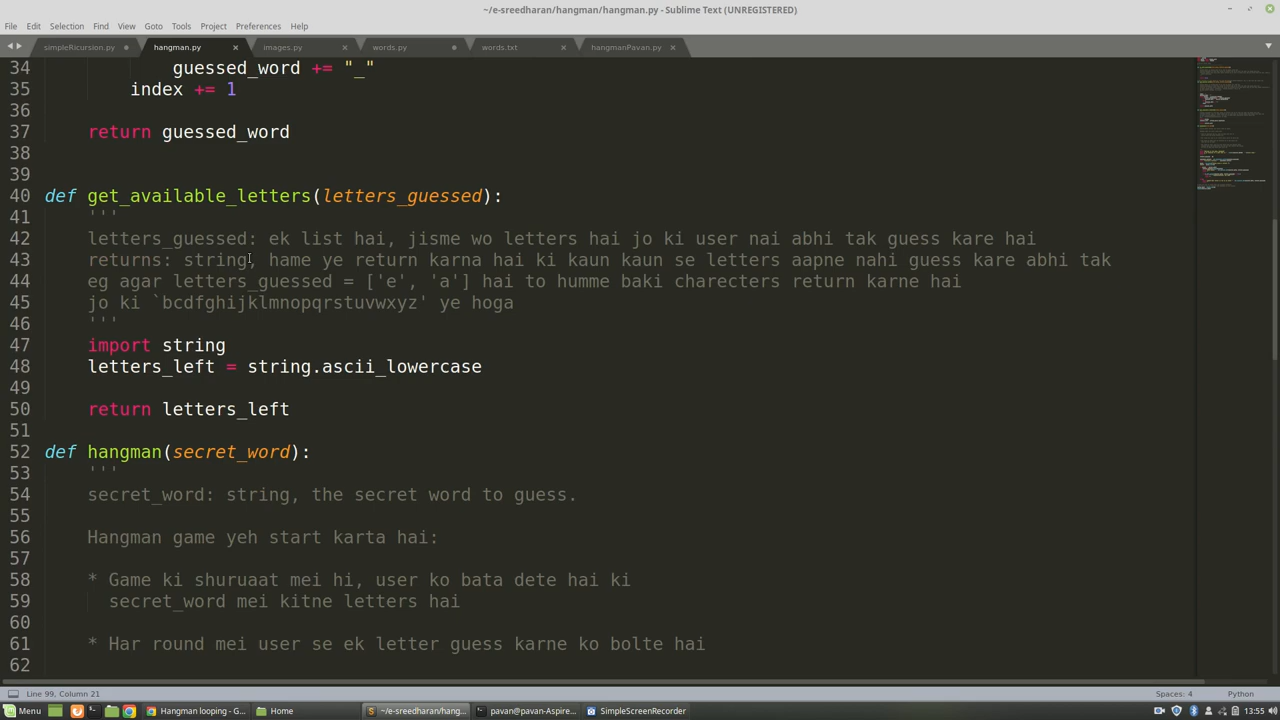 ~/e-sreedharan/hangman/hangman.py - Sublime Text (UNREGISTERED)
File Edit Selection Find View Goto Tools Project Preferences Help
simpleRicursion.py hangman.py images.py words.py words.txt hangmanPavan.py
34 guessed_word += "_"
35 index += 1
36
37 return guessed_word
38
39
40 def get_available_letters(letters_guessed):
41 '''
42 letters_guessed: ek list hai, jisme wo letters hai jo ki user nai abhi tak guess kare hai
43 returns: string, hame ye return karna hai ki kaun kaun se letters aapne nahi guess kare abhi tak
44 eg agar letters_guessed = ['e', 'a'] hai to humme baki charecters return karne hai
45 jo ki `bcdfghijklmnopqrstuvwxyz' ye hoga
46 '''
47 import string
48 letters_left = string.ascii_lowercase
49
50 return letters_left
51
52 def hangman(secret_word):
53 '''
54 secret_word: string, the secret word to guess.
55
56 Hangman game yeh start karta hai:
57
58 * Game ki shuruaat mei hi, user ko bata dete hai ki
59 secret_word mei kitne letters hai
60
61 * Har round mei user se ek letter guess karne ko bolte hai
62
Line 99, Column 21 Spaces: 4 Python
Menu Hangman looping - G... Home ~/e-sreedharan/hang... pavan@pavan-Aspire... SimpleScreenRecorder 13:55